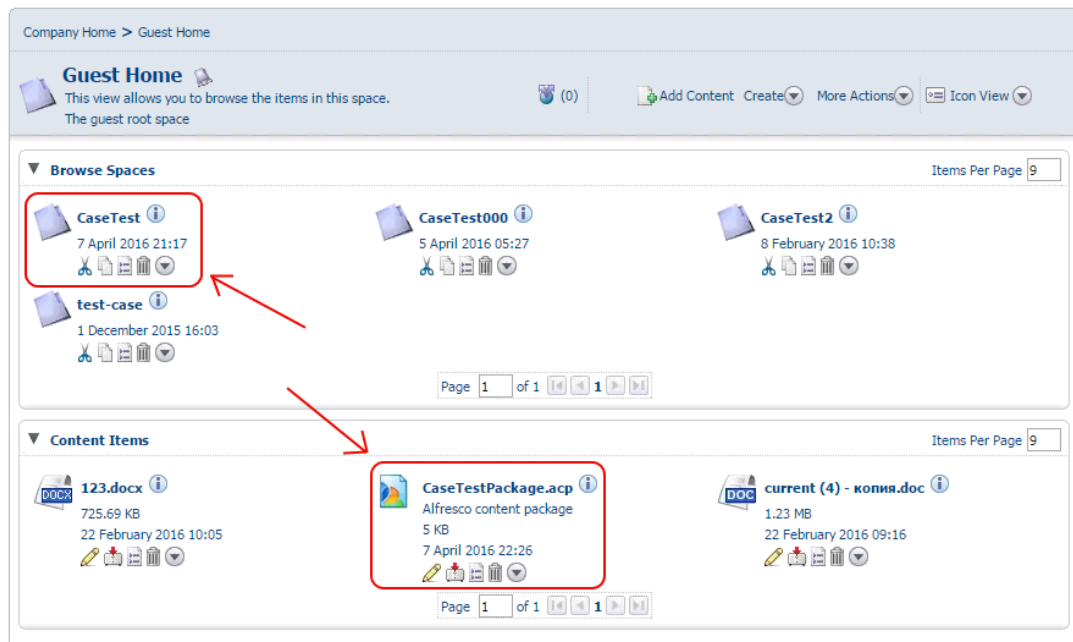 Company Home > Guest Home
Guest Home
This view allows you to browse the items in this space.
The guest root space
(0)
Add Content Create More Actions Icon View
Browse Spaces Items Per Page 9
CaseTest CaseTest000 CaseTest2
7 April 2016 21:17 5 April 2016 05:27 8 February 2016 10:38
test-case
1 December 2015 16:03
Page 1 of 1 1
Content Items Items Per Page 9
DOCX 123.docx CaseTestPackage.acp DOC current (4) - копия.doc
725.69 KB Alfresco content package 1.23 MB
22 February 2016 10:05 5 KB 22 February 2016 09:16
7 April 2016 22:26
Page 1 of 1 1